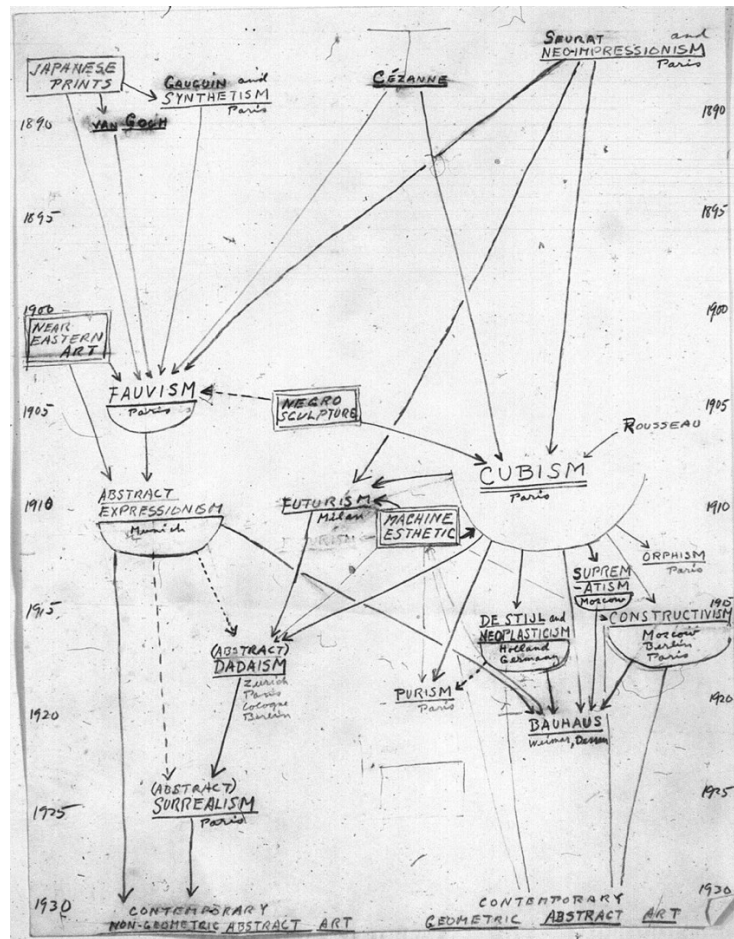 SEURAT and
NEO-IMPRESSIONISM
Paris
JAPANESE
PRINTS
GAUGUIN and
SYNTHETISM
Paris
CÉZANNE
1890
VAN GOGH
1890
1895
1895
1900
1900
NEAR
EASTERN
ART
FAUVISM
Paris
1905
NEGRO
SCULPTURE
1905
ROUSSEAU
CUBISM
Paris
ABSTRACT
EXPRESSIONISM
Munich
1910
FUTURISM
Milan
MACHINE
ESTHETIC
1910
ORPHISM
Paris
SUPREM
ATISM
Moscow
1915
DE STIJL and
NEOPLASTICISM
Holland
Germany
CONSTRUCTIVISM
Moscow
Berlin
Paris
1915
(ABSTRACT)
DADAISM
Zurich
Paris
Cologne
Berlin
PURISM
Paris
1920
BAUHAUS
Weimar, Dessau
1920
(ABSTRACT)
SURREALISM
Paris
1925
1925
1930
CONTEMPORARY
NON-GEOMETRIC ABSTRACT ART
CONTEMPORARY
GEOMETRIC ABSTRACT ART
1930